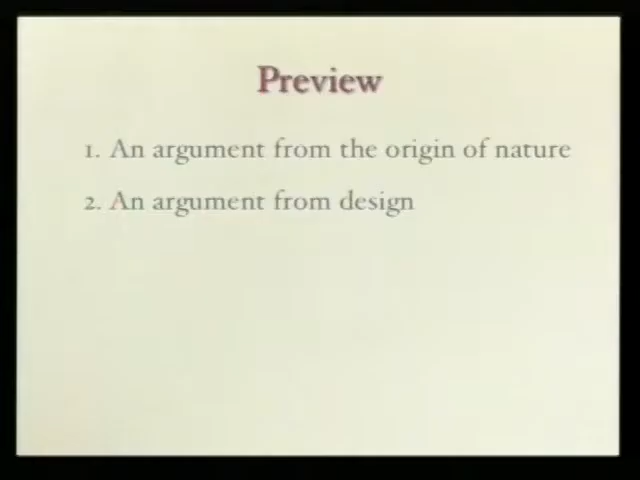 Preview
1. An argument from the origin of nature
2. An argument from design